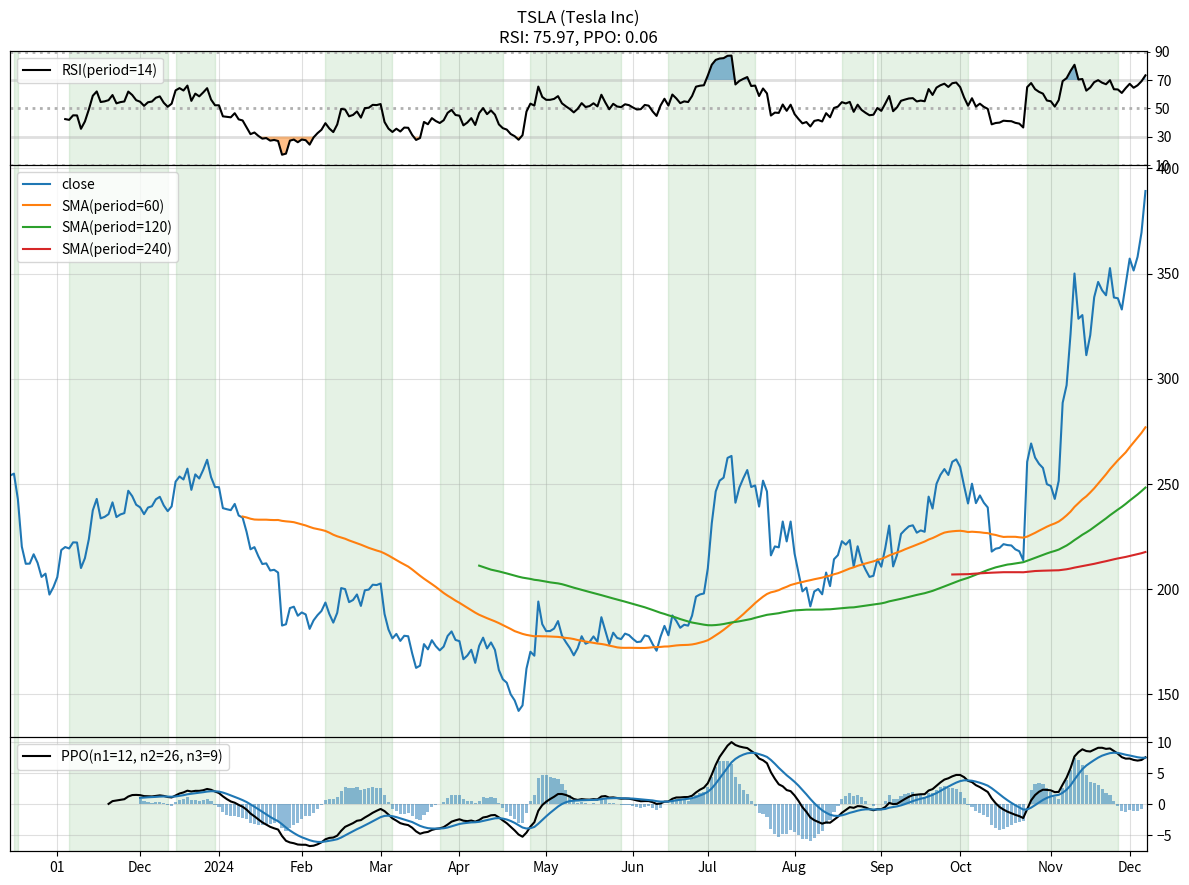 TSLA (Tesla Inc)
RSI: 75.97, PPO: 0.06
RSI(period=14)
90
70
50
30
10
close
SMA(period=60)
SMA(period=120)
SMA(period=240)
400
350
300
250
200
150
PPO(n1=12, n2=26, n3=9)
10
5
0
−5
01 Dec 2024 Feb Mar Apr May Jun Jul Aug Sep Oct Nov Dec